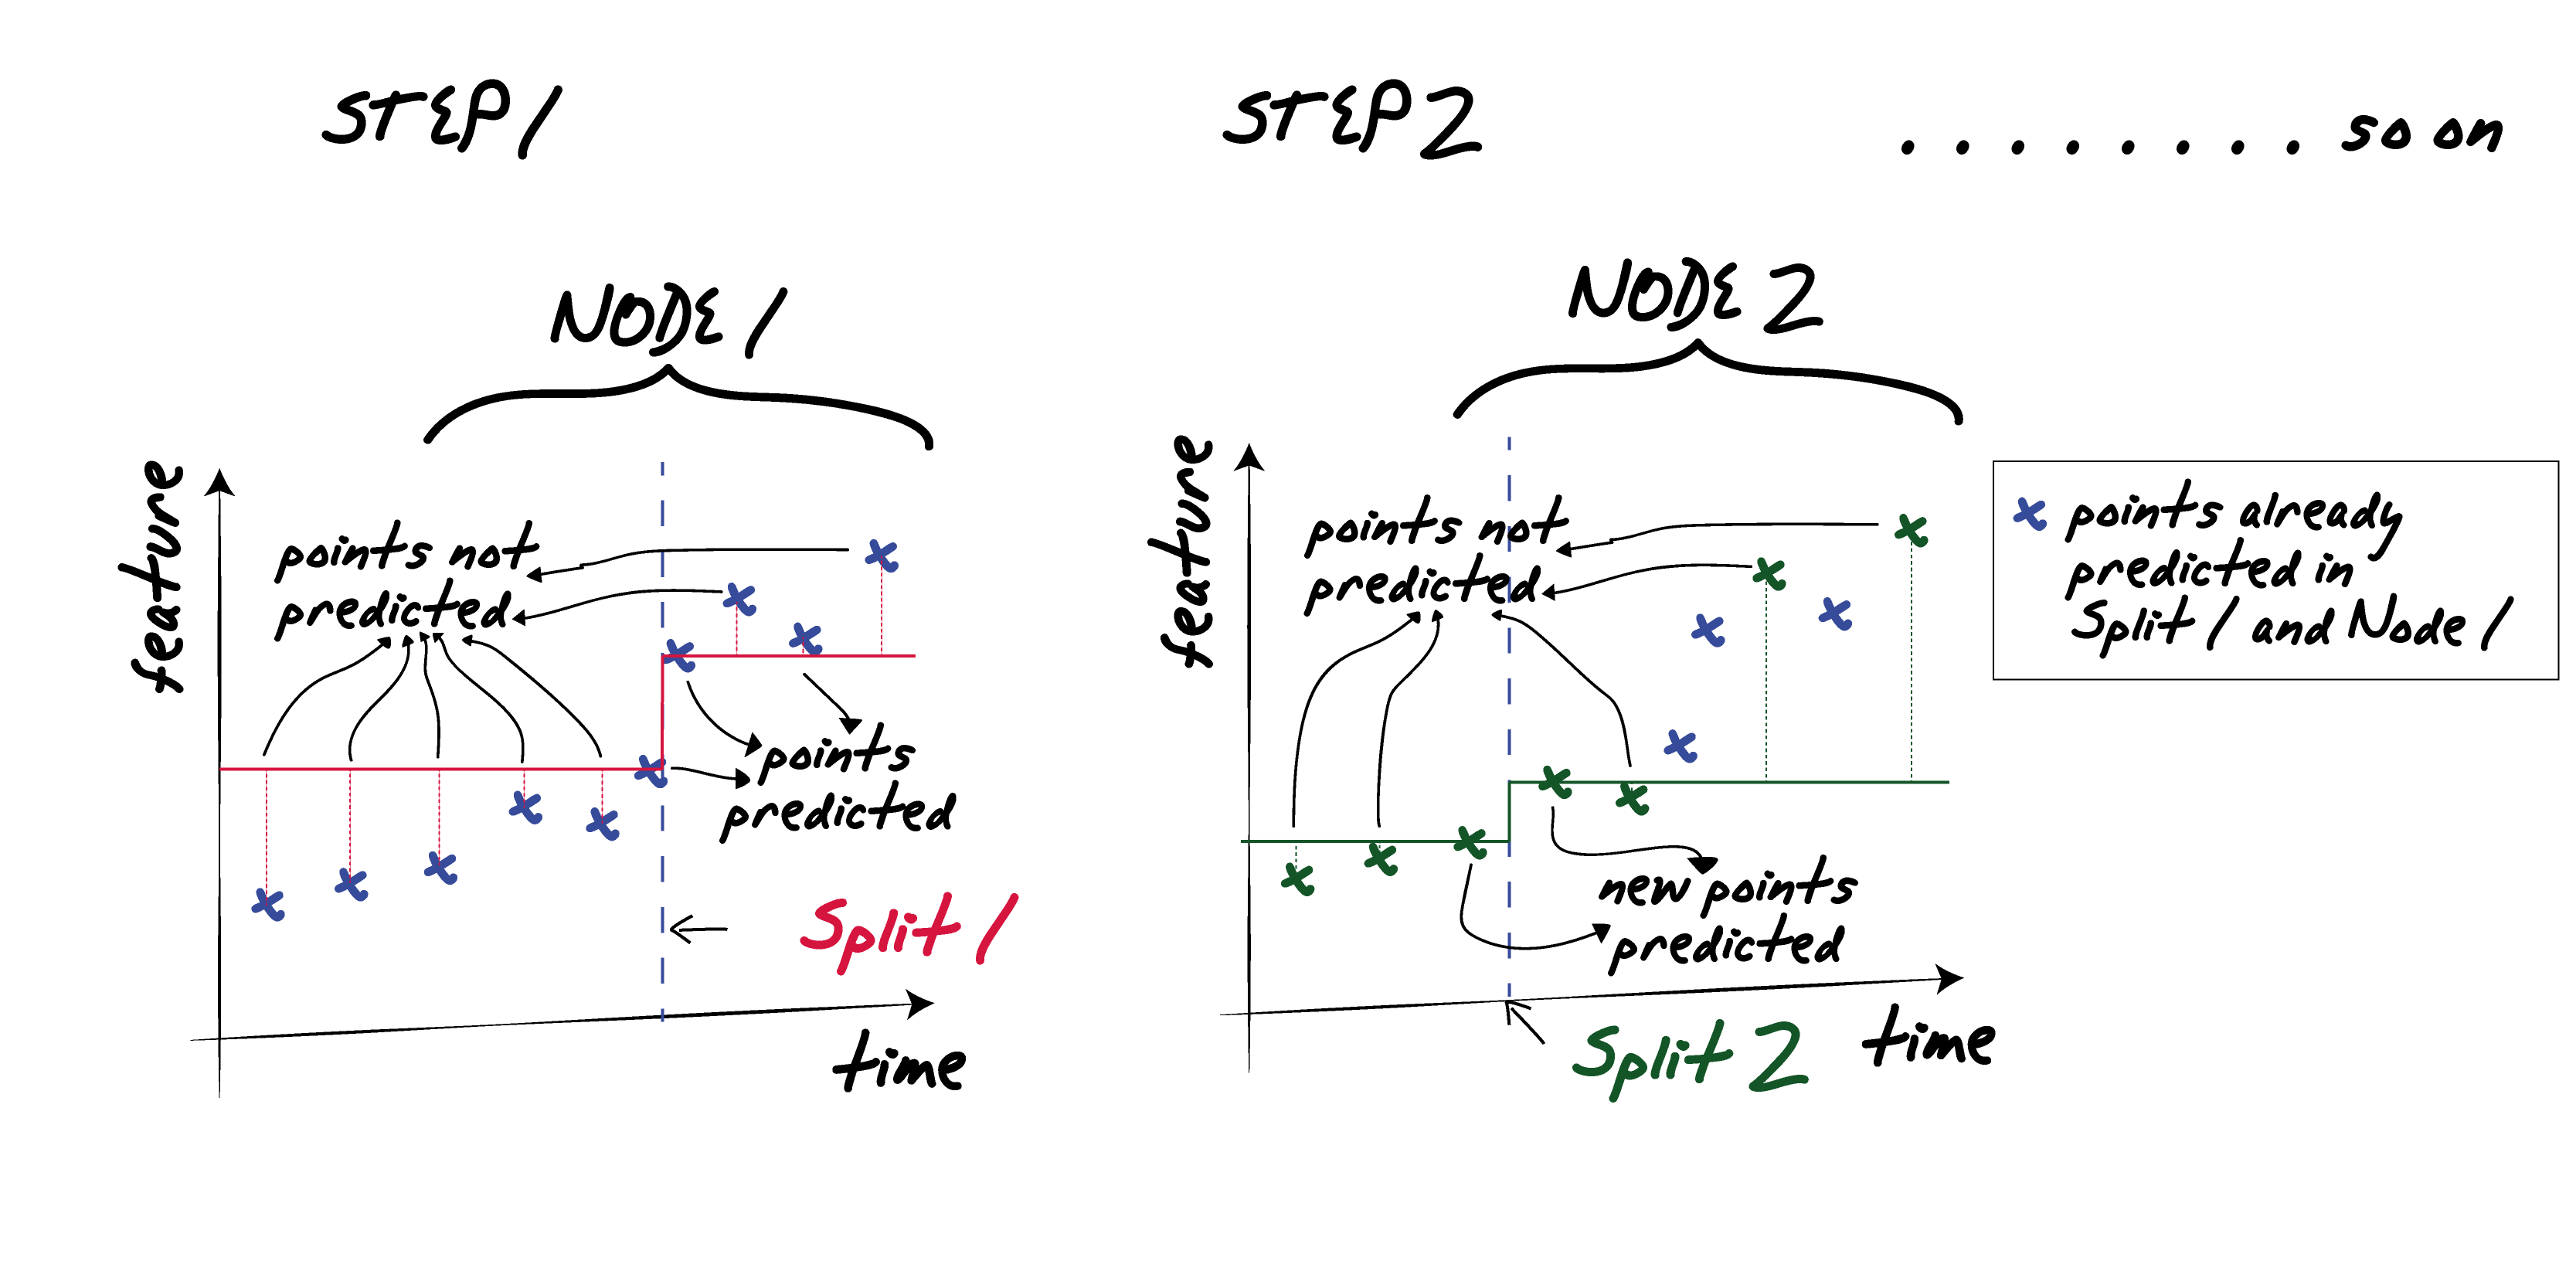 STEP 1
STEP 2
........ so on
NODE 1
feature
points not
predicted
points
predicted
Split 1
time
NODE 2
feature
points not
predicted
new points
predicted
Split 2
time
x points already
predicted in
Split 1 and Node 1